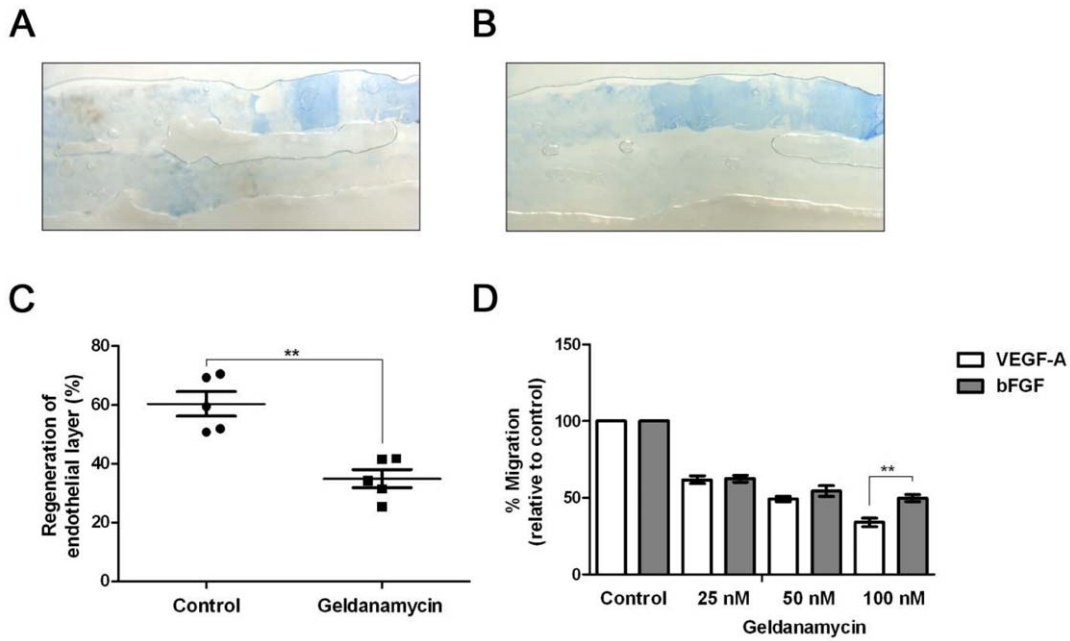 A
B
C
D
80
60
40
20
0
Regeneration of
endothelial layer (%)
**
Control
Geldanamycin
150
100
50
0
% Migration
(relative to control)
**
VEGF-A
bFGF
Control
25 nM
50 nM
100 nM
Geldanamycin